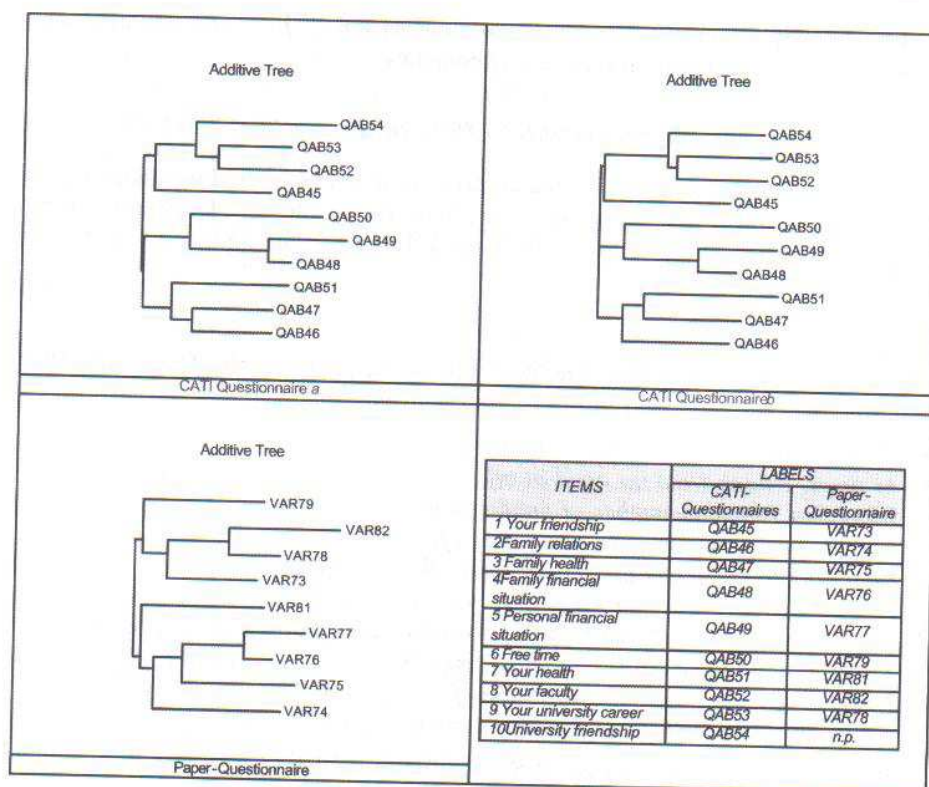 Additive Tree
QAB54
QAB53
QAB52
QAB45
QAB50
QAB49
QAB48
QAB51
QAB47
QAB46
CATI Questionnaire a
Additive Tree
QAB54
QAB53
QAB52
QAB45
QAB50
QAB49
QAB48
QAB51
QAB47
QAB46
CATI Questionnaireb
Additive Tree
VAR79
VAR82
VAR78
VAR73
VAR81
VAR77
VAR76
VAR75
VAR74
Paper-Questionnaire
ITEMS LABELS
CATI- Paper-
Questionnaires Questionnaire
1 Your friendship QAB45 VAR73
2Family relations QAB46 VAR74
3 Family health QAB47 VAR75
4Family financial
situation QAB48 VAR76
5 Personal financial
situation QAB49 VAR77
6 Free time QAB50 VAR79
7 Your health QAB51 VAR81
8 Your faculty QAB52 VAR82
9 Your university career QAB53 VAR78
10University friendship QAB54 n.p.